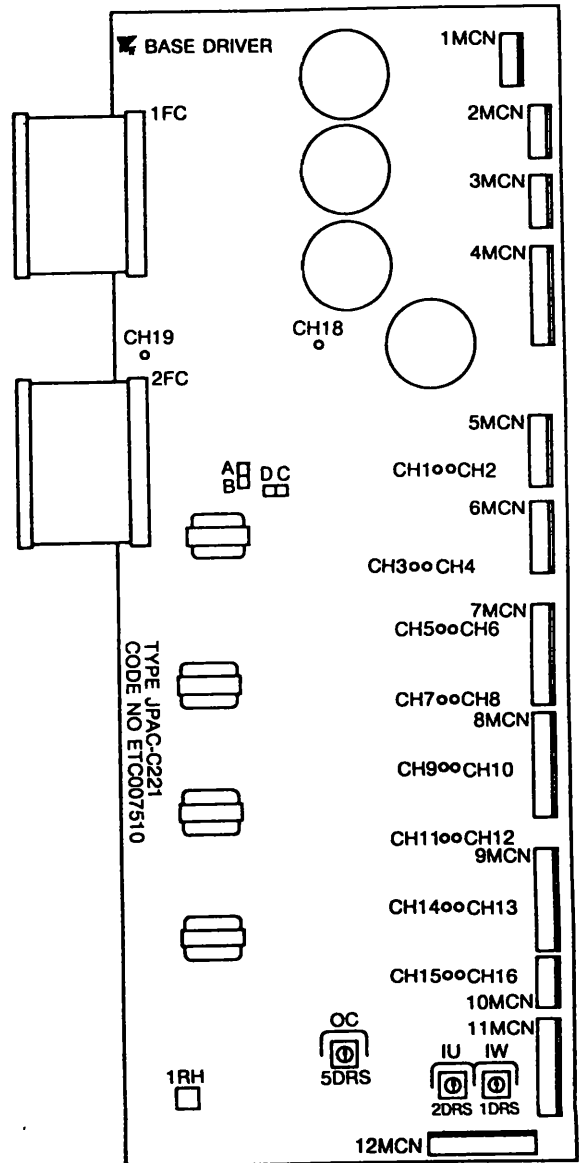 BASE DRIVER
1MCN
1FC
2MCN
3MCN
4MCN
CH19
CH18
2FC
5MCN
A
B
D C
CH1 CH2
6MCN
CH3 CH4
7MCN
CH5 CH6
TYPE JPAC-C221
CODE NO ETC007510
CH7 CH8
8MCN
CH9 CH10
CH11 CH12
9MCN
CH14 CH13
CH15 CH16
10MCN
OC
11MCN
5DRS
IU IW
1RH
2DRS 1DRS
12MCN